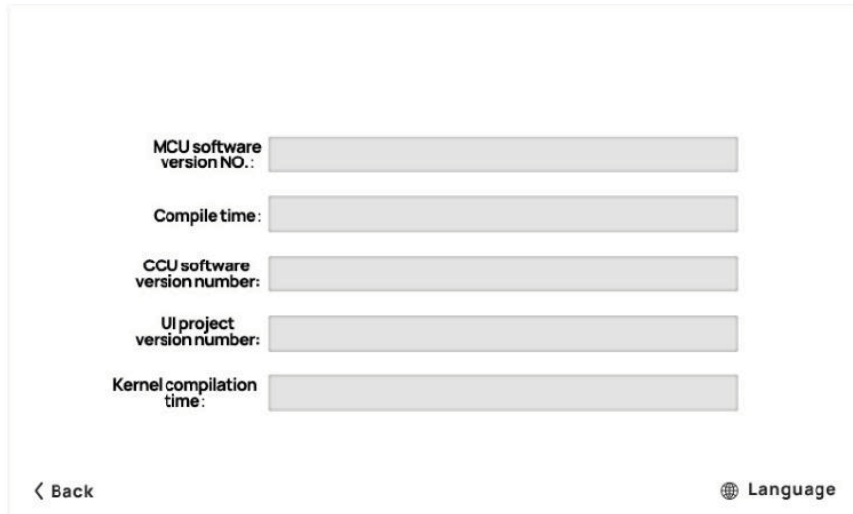 MCU software
version NO.:
Compile time:
CCU software
version number:
UI project
version number:
Kernel compilation
time:
Back
Language